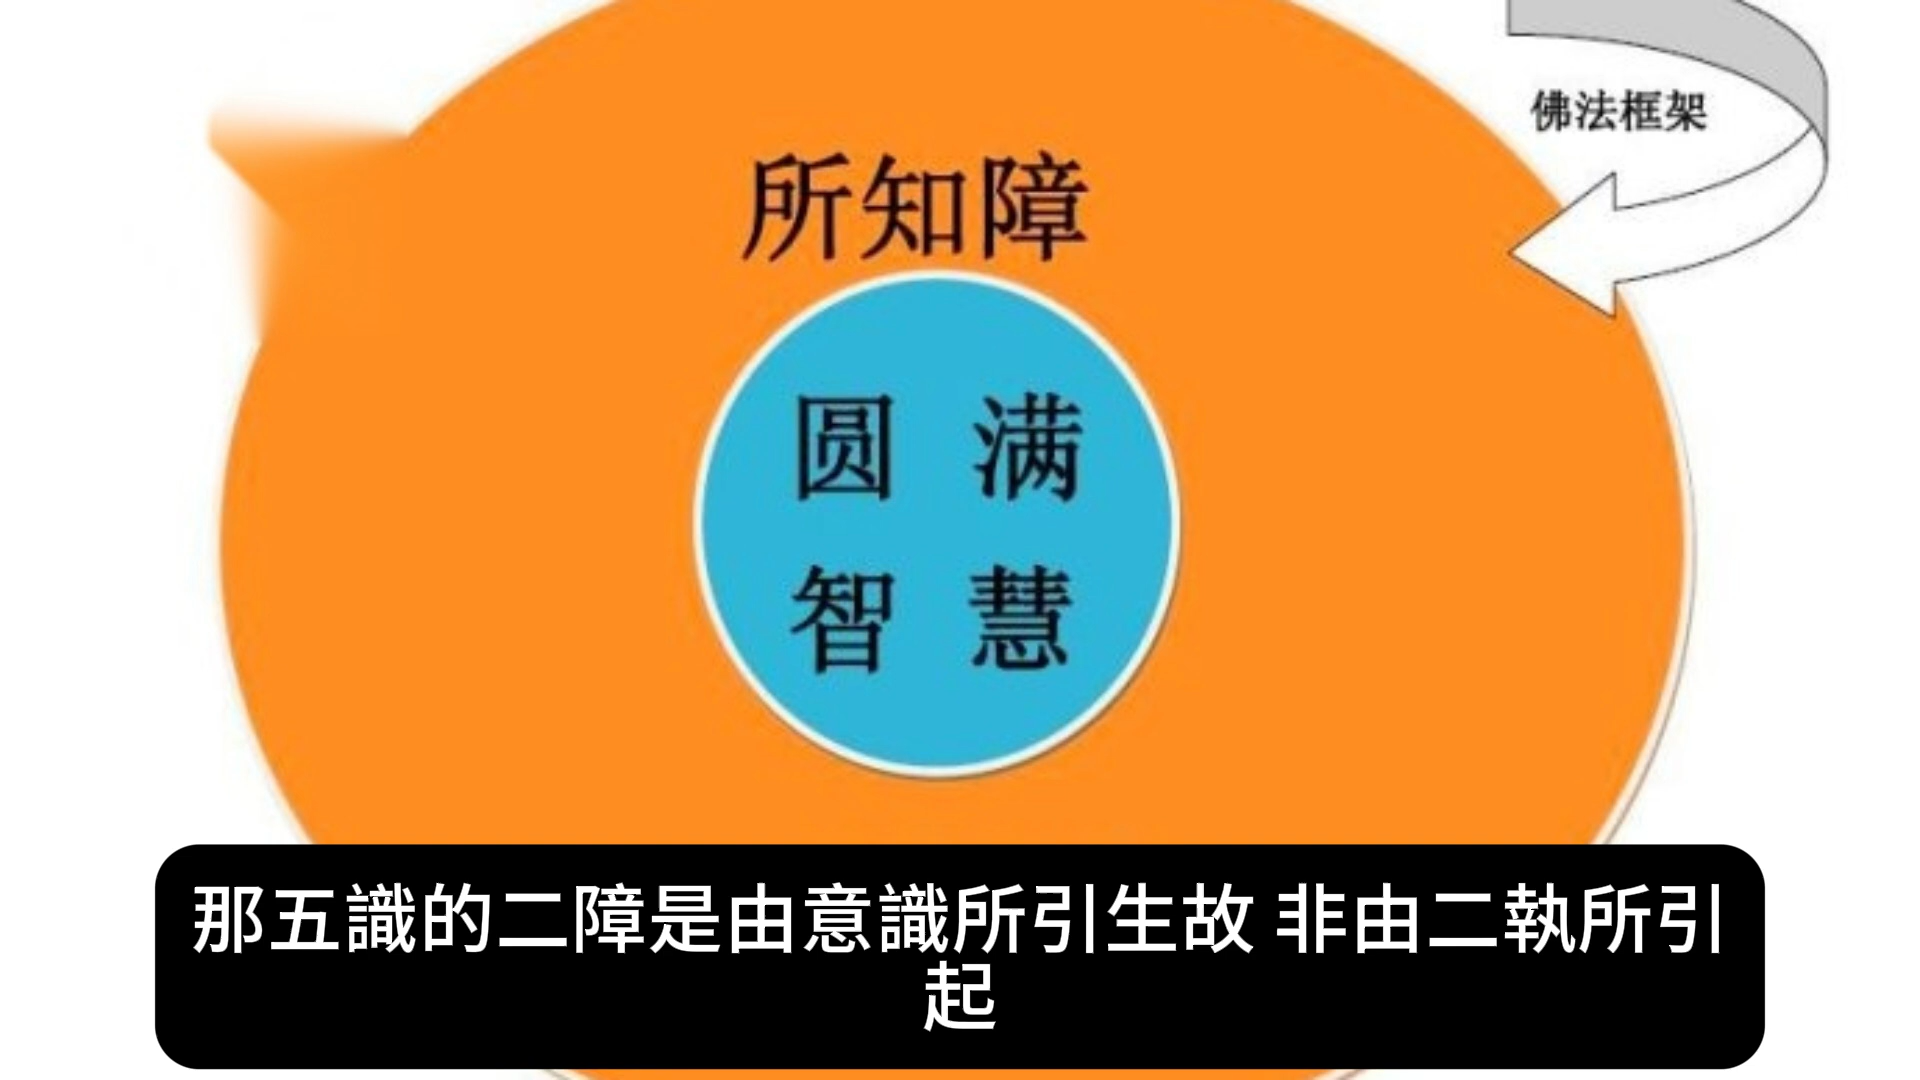 佛法框架
所知障
圆 满
智 慧
那五識的二障是由意識所引生故 非由二執所引
起